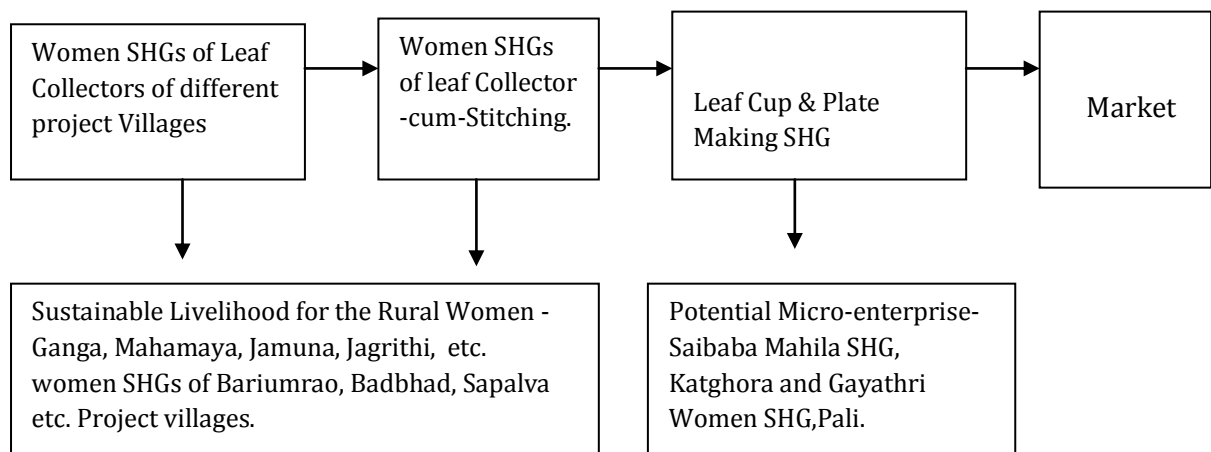 Women SHGs of Leaf
Collectors of different
project Villages
Women SHGs
of leaf Collector
-cum-Stitching.
Leaf Cup & Plate
Making SHG
Market
Sustainable Livelihood for the Rural Women -
Ganga, Mahamaya, Jamuna, Jagrithi, etc.
women SHGs of Bariumrao, Badbhad, Sapalva
etc. Project villages.
Potential Micro-enterprise-
Saibaba Mahila SHG,
Katghora and Gayathri
Women SHG,Pali.